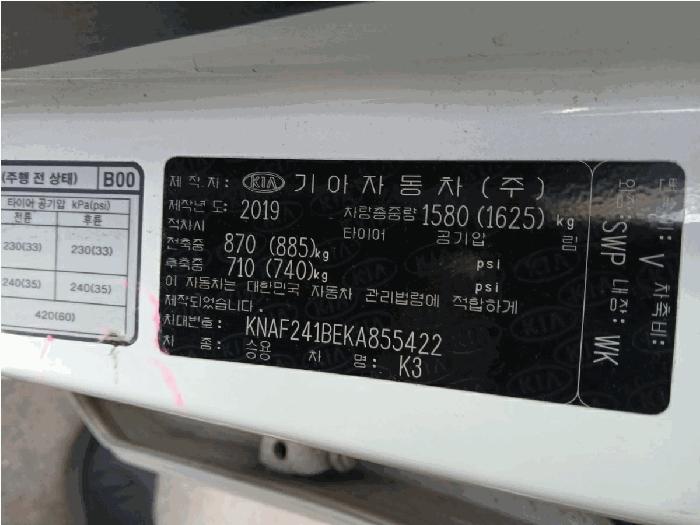 (주행 전 상태) B00
타이어 공기압 kPa(psi)
전륜 후륜
230(33) 230(33)
240(35) 240(35)
420(60)
제 작 자: KIA 기 아 자 동 차 ( 주 )
제작년 도: 2019 차량총중량 1580 (1625) kg
적차시 타이어 공기압 림
전축중 870 (885)kg psi
후축중 710 (740)kg psi
이 자동차는 대한민국 자동차 관리법령에 적합하게
제작되었습니다.
차대번호: KNAF241BEKA855422
차 종: 승용 차 명: K3
V 차축비:
외장:SWP 내장: WK